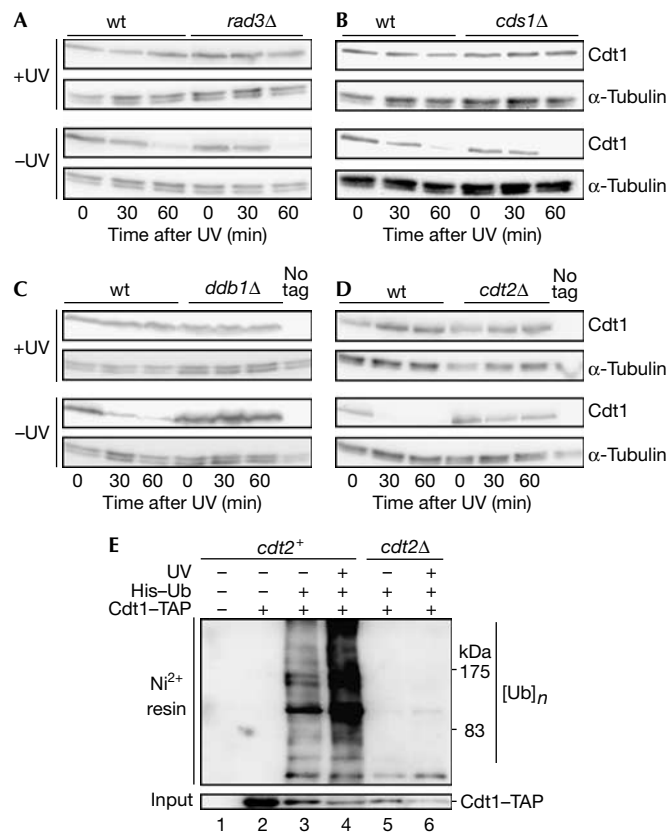 A
wt rad3Δ
+UV
−UV
0 30 60 0 30 60
Time after UV (min)
B
wt cds1Δ
Cdt1
α-Tubulin
Cdt1
α-Tubulin
0 30 60 0 30 60
Time after UV (min)
C
wt ddb1Δ No tag
+UV
−UV
0 30 60 0 30 60
Time after UV (min)
D
wt cdt2Δ No tag
Cdt1
α-Tubulin
Cdt1
α-Tubulin
0 30 60 0 30 60
Time after UV (min)
E
cdt2+ cdt2Δ
UV − − − + − +
His–Ub − − + + + +
Cdt1–TAP − + + + + +
Ni2+ resin
kDa
175
83
[Ub]n
Input
Cdt1–TAP
1 2 3 4 5 6